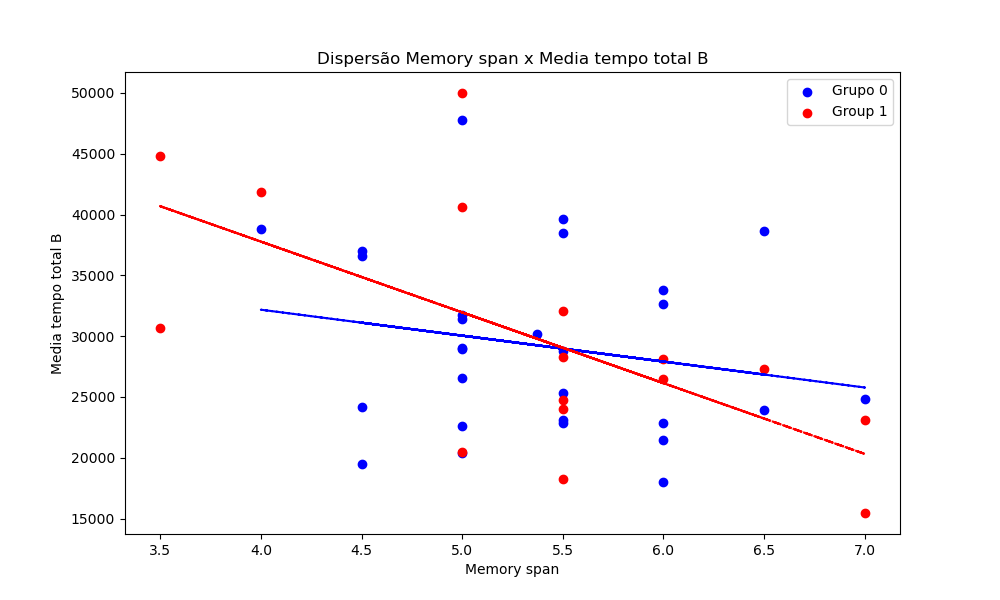 Dispersão Memory span x Media tempo total B
Grupo 0
Group 1
Media tempo total B
50000
45000
40000
35000
30000
25000
20000
15000
3.5 4.0 4.5 5.0 5.5 6.0 6.5 7.0
Memory span